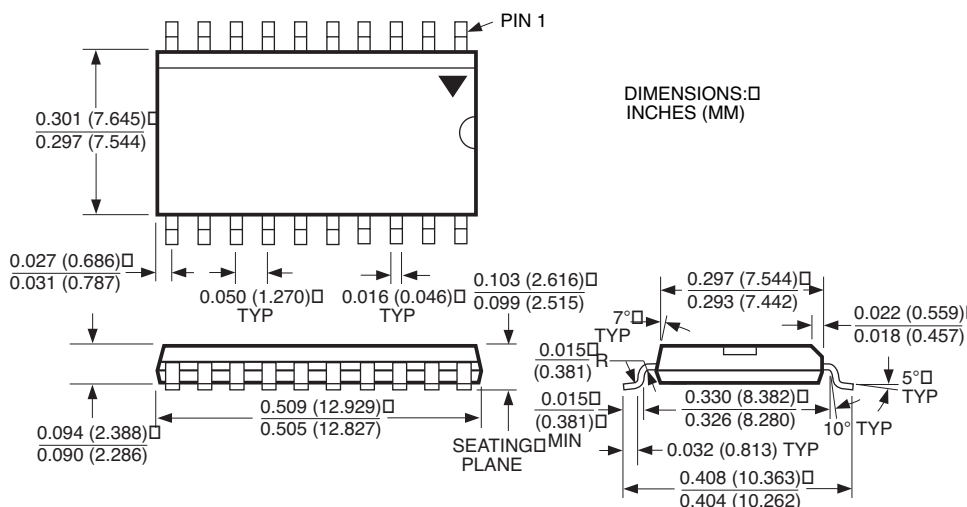 PIN 1
DIMENSIONS:□
INCHES (MM)
0.301 (7.645)□
0.297 (7.544)
0.027 (0.686)□
0.031 (0.787)
0.050 (1.270)□
TYP
0.016 (0.046)□
TYP
0.103 (2.616)□
0.099 (2.515)
0.297 (7.544)□
0.293 (7.442)
0.022 (0.559)□
0.018 (0.457)
7°□
TYP
0.015□
(0.381)
R
5°□
TYP
0.094 (2.388)□
0.090 (2.286)
0.509 (12.929)□
0.505 (12.827)
SEATING□
PLANE
0.015□
(0.381)□
MIN
0.330 (8.382)□
0.326 (8.280)
10° TYP
0.032 (0.813) TYP
0.408 (10.363)□
0.404 (10.262)